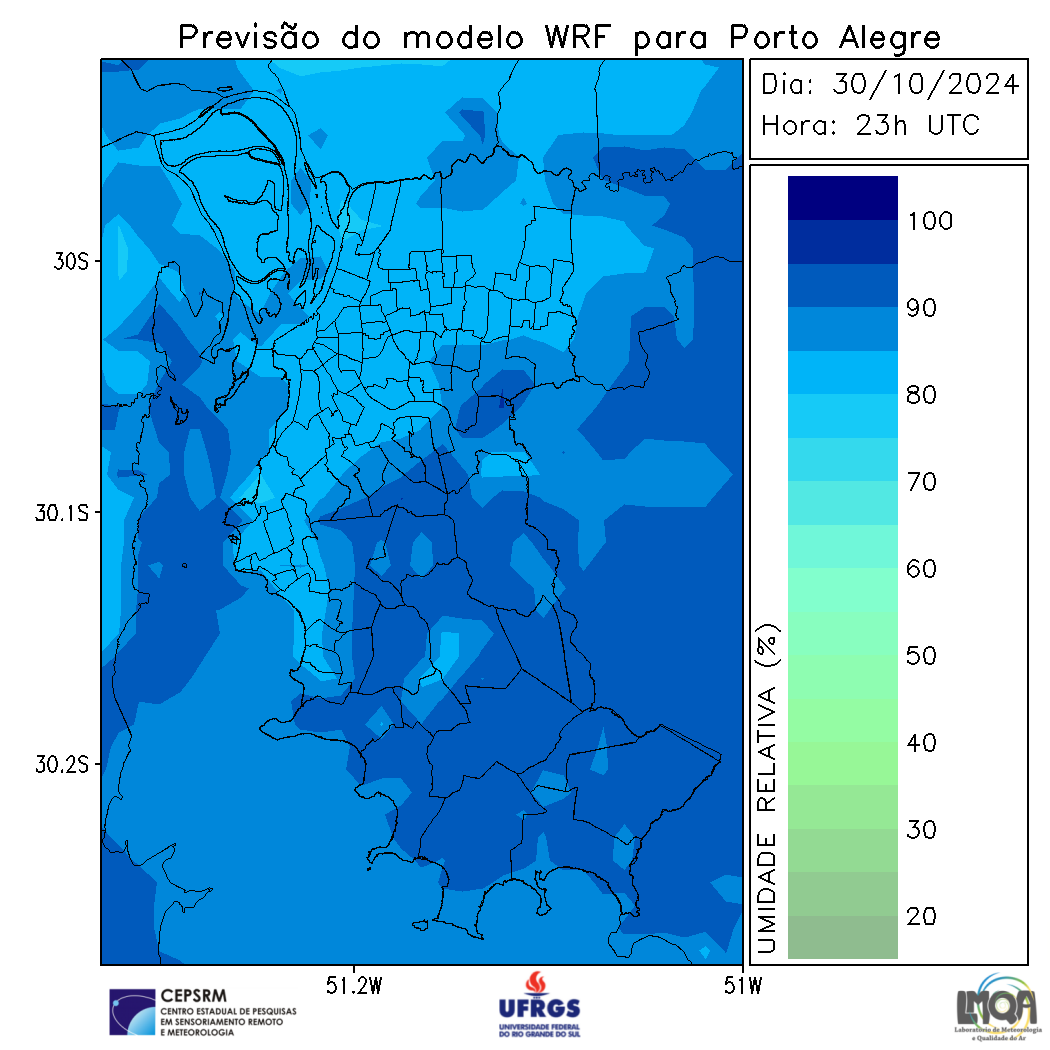 Previsão do modelo WRF para Porto Alegre
Dia: 30/10/2024
Hora: 23h UTC
30S
30.1S
30.2S
51.2W
51W
100
90
80
70
60
50
40
30
20
UMIDADE RELATIVA (%)
CEPSRM
CENTRO ESTADUAL DE PESQUISAS
EM SENSORIAMENTO REMOTO
E METEOROLOGIA
UFRGS
UNIVERSIDADE FEDERAL
DO RIO GRANDE DO SUL
LMQA
Laboratório de Meteorologia
e Qualidade do Ar